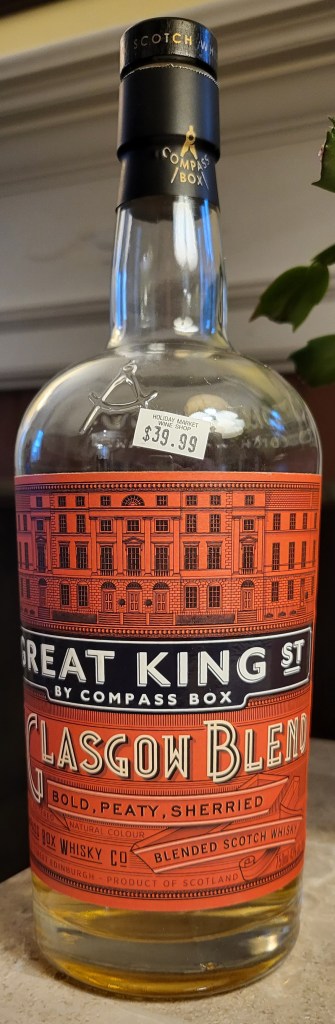 SCOTCH WH
COMPASS
BOX
HOLIDAY MARKET
WINE SHOP
$39.99
GREAT KING ST
BY COMPASS BOX
GLASGOW BLEND
BOLD, PEATY, SHERRIED
NATURAL COLOUR
BOX WHISKY CO
BLENDED SCOTCH WHISKY
EDINBURGH - PRODUCT OF SCOTLAND